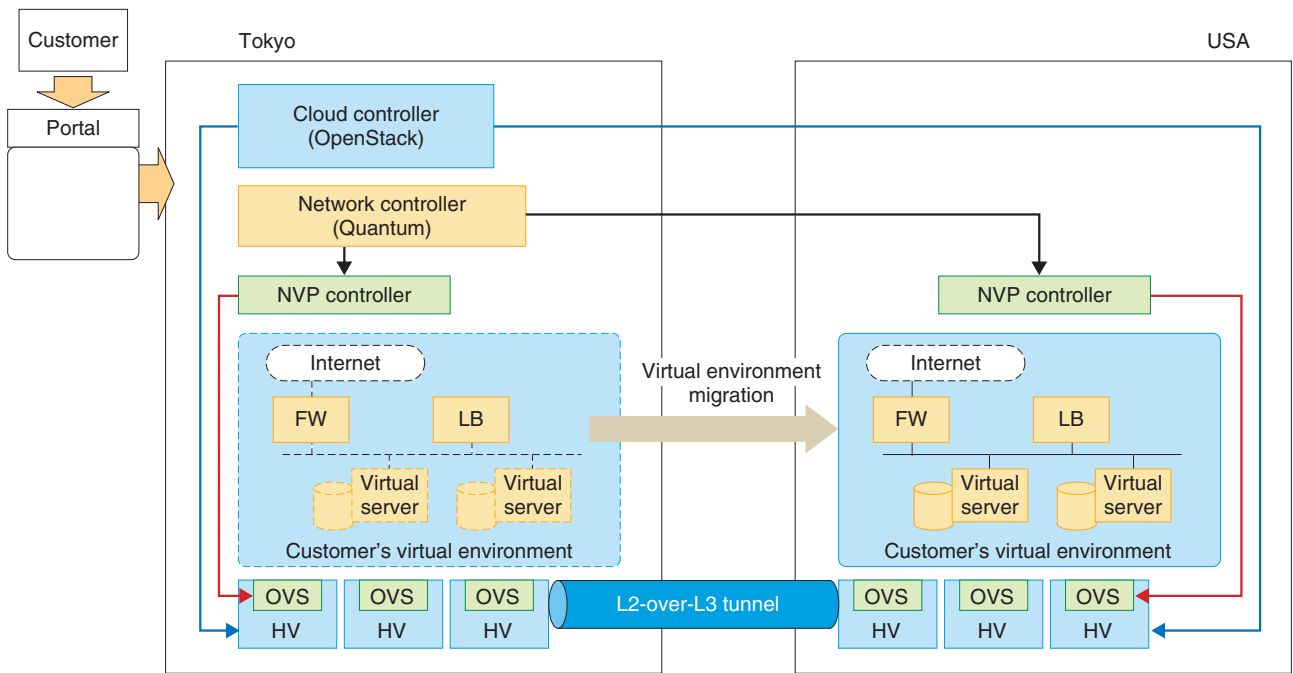 Customer
Portal
Tokyo
USA
Cloud controller
(OpenStack)
Network controller
(Quantum)
NVP controller
NVP controller
Internet
FW
LB
Virtual
server
Virtual
server
Customer's virtual environment
Virtual environment
migration
Internet
FW
LB
Virtual
server
Virtual
server
Customer's virtual environment
OVS
HV
OVS
HV
OVS
HV
L2-over-L3 tunnel
OVS
HV
OVS
HV
OVS
HV